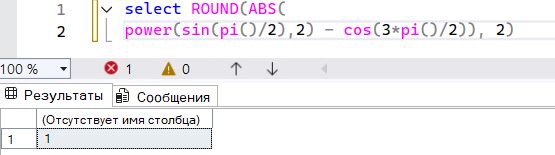 1 select ROUND(ABS(
2 power(sin(pi()/2),2) - cos(3*pi()/2)), 2)
100 % 1 0
Результаты Сообщения
(Отсутствует имя столбца)
1 1